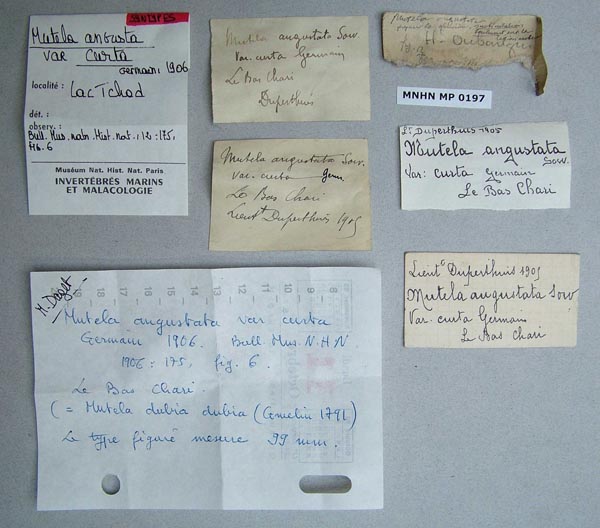 SYNTYPES
Mutela angusta
var curta
Germain, 1906
localité : Lac Tchad
dét. :
observ. :
Bull. Mus. natn. Hist. Nat., 12: 175,
FIG. 6
Muséum Nat. Hist. Nat. Paris
INVERTÉBRÉS MARINS
ET MALACOLOGIE
Mutela angustata Sow.
Var. curta Germain
Le Bas Chari
Duperthuis
Mutela angustata Sow.
Var. curta Germ.
Le Bas Chari
Lieut^t Duperthuis 1905
Mutela angustata
MNHN MP 0197
L^t Duperthuis 1905
Mutela angustata
Sow.
Var: curta Germain
Le Bas Chari
Lieut^t Duperthuis 1905
Mutela angustata Sow
Var. curta Germain
Le Bas Chari
M. Daget
Mutela angustata var curta
Germain 1906. Bull. Mus. N.H.N.
1906: 175, fig. 6.
Le Bas Chari.
(= Mutela dubia dubia (Gmelin 1791)
Le type figuré mesure 99 mm.